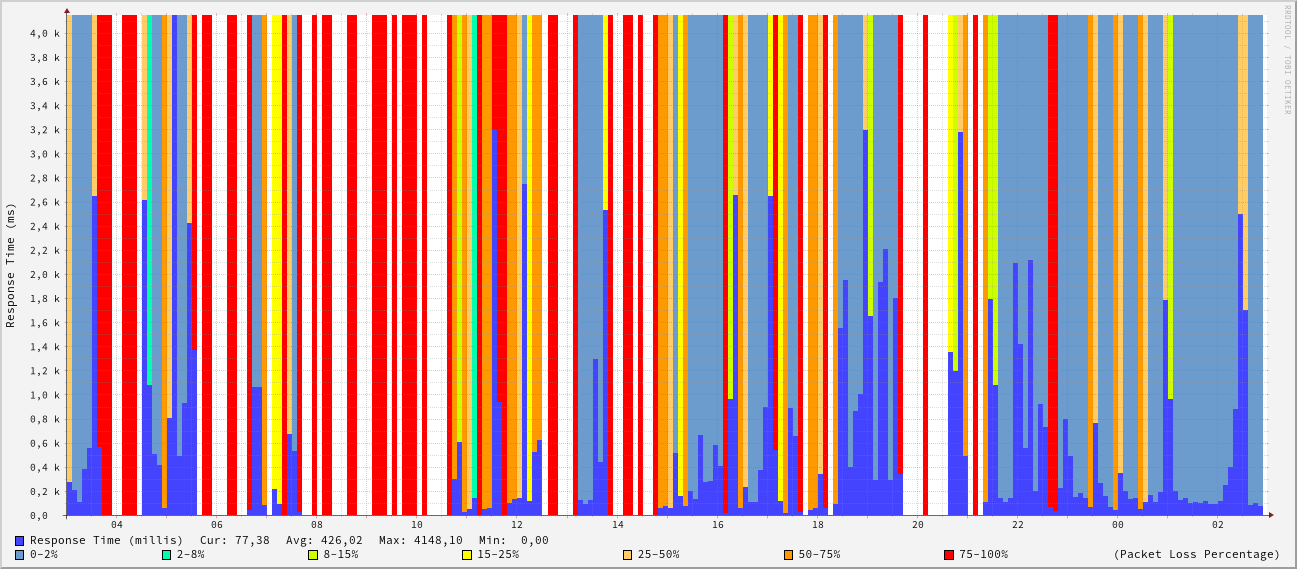 RRDTOOL / TOBI OETIKER
Response Time (ms)
4,0 k
3,8 k
3,6 k
3,4 k
3,2 k
3,0 k
2,8 k
2,6 k
2,4 k
2,2 k
2,0 k
1,8 k
1,6 k
1,4 k
1,2 k
1,0 k
0,8 k
0,6 k
0,4 k
0,2 k
0,0
04 06 08 10 12 14 16 18 20 22 00 02
Response Time (millis) Cur: 77,38 Avg: 426,02 Max: 4148,10 Min: 0,00
0-2% 2-8% 8-15% 15-25% 25-50% 50-75% 75-100% (Packet Loss Percentage)